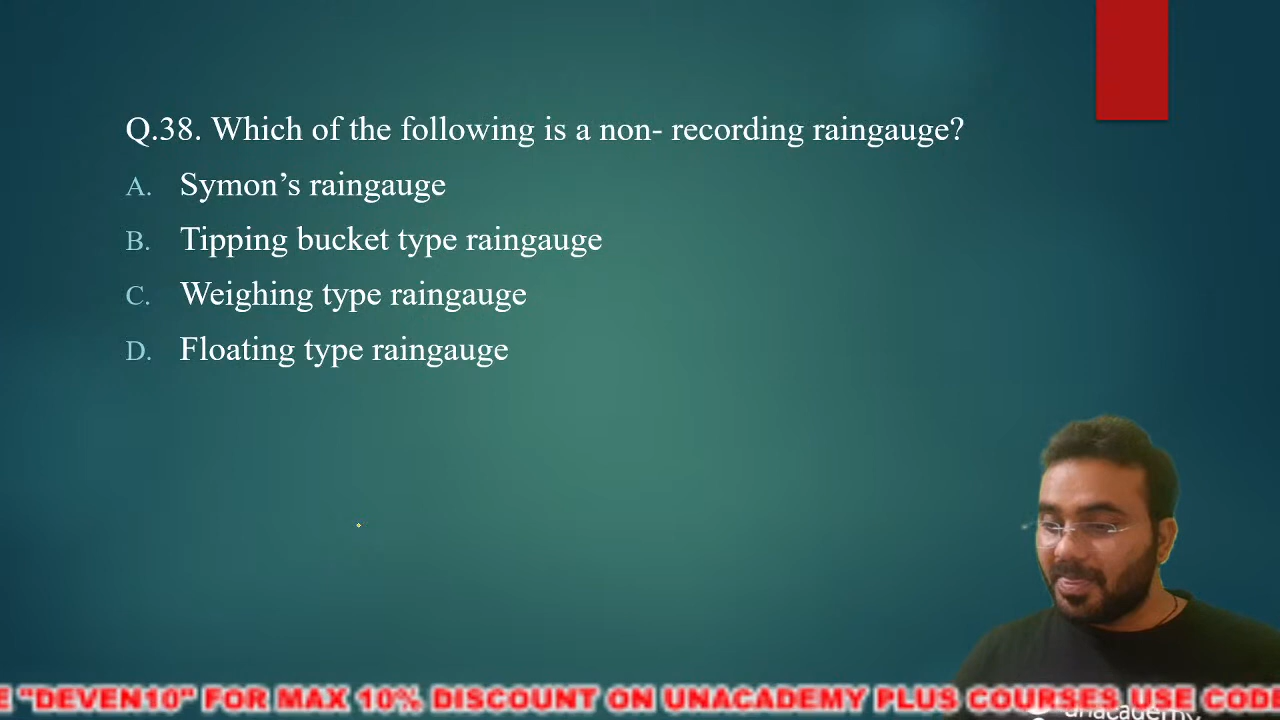 Q.38. Which of the following is a non- recording raingauge?
A. Symon’s raingauge
B. Tipping bucket type raingauge
C. Weighing type raingauge
D. Floating type raingauge
E "DEVEN10" FOR MAX 10% DISCOUNT ON UNACADEMY PLUS COURSES USE CODE
unacademy